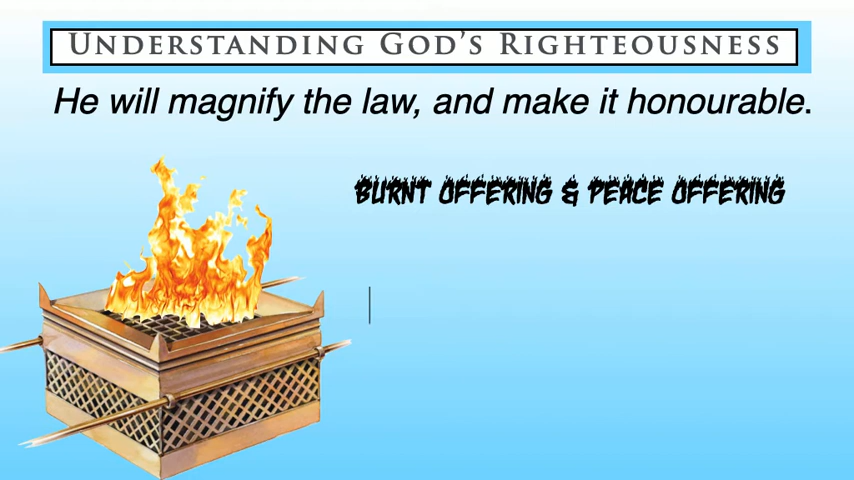 Understanding God's Righteousness
He will magnify the law, and make it honourable.
BURNT OFFERING & PEACE OFFERING